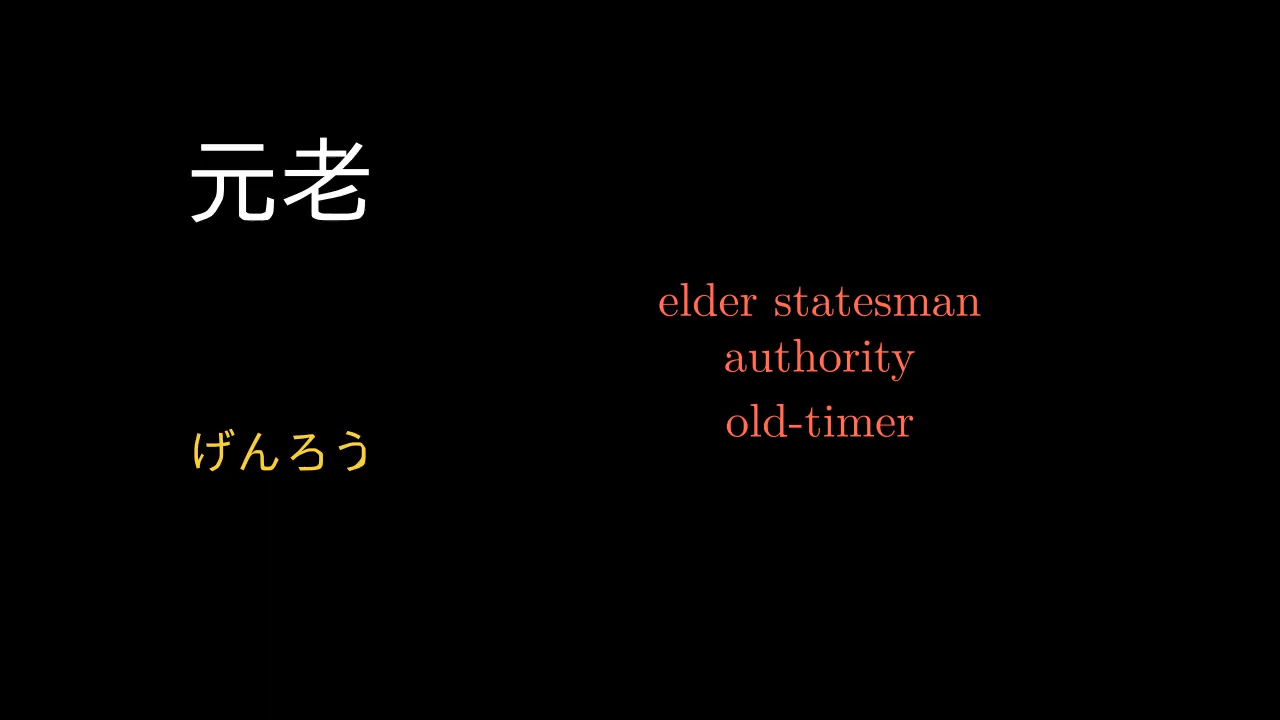 元老
げんろう
elder statesman
authority
old-timer